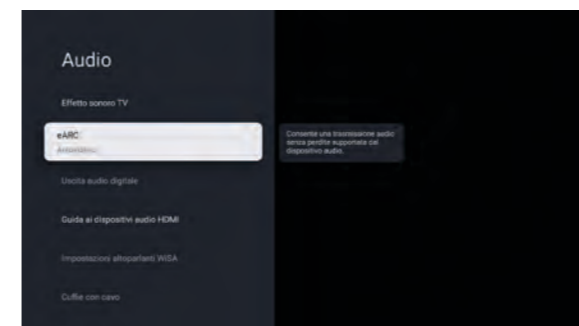 Audio
Effetto sonoro TV
eARC
Automatico
Consente una trasmissione audio
senza perdite supportata dal
dispositivo audio.
Uscita audio digitale
Guida ai dispositivi audio HDMI
Impostazioni altoparlanti WISA
Cuffie con cavo